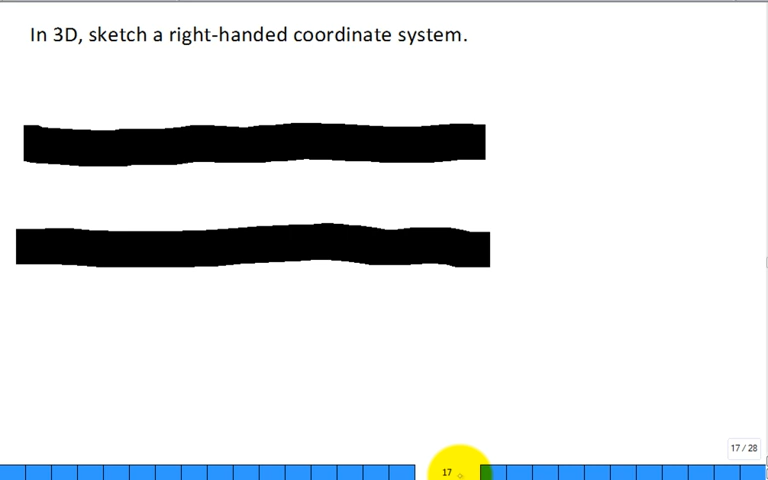 In 3D, sketch a right-handed coordinate system.
17 / 28
17